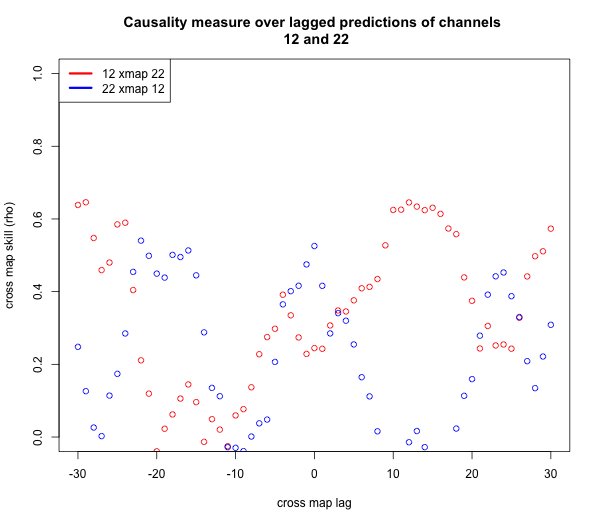 Causality measure over lagged predictions of channels
12 and 22
12 xmap 22
22 xmap 12
1.0
0.8
0.6
0.4
0.2
0.0
cross map skill (rho)
-30 -20 -10 0 10 20 30
cross map lag